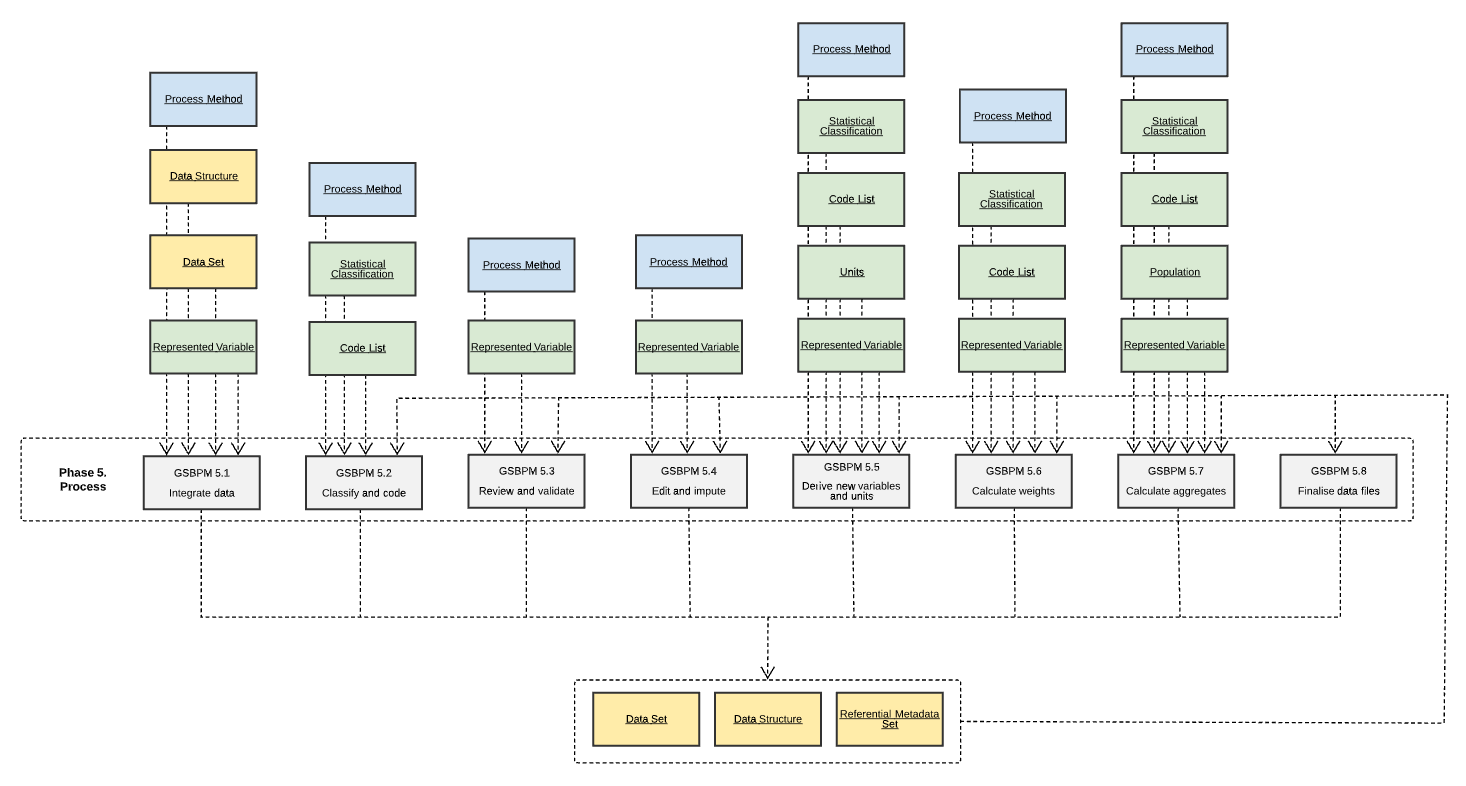 Process Method
Data Structure
Data Set
Represented Variable
Process Method
Statistical
Classification
Code List
Process Method
Represented Variable
Process Method
Represented Variable
Process Method
Statistical
Classification
Code List
Units
Represented Variable
Process Method
Statistical
Classification
Code List
Represented Variable
Process Method
Statistical
Classification
Code List
Population
Represented Variable
Phase 5.
Process
GSBPM 5.1
Integrate data
GSBPM 5.2
Classify and code
GSBPM 5.3
Review and validate
GSBPM 5.4
Edit and impute
GSBPM 5.5
Derive new variables
and units
GSBPM 5.6
Calculate weights
GSBPM 5.7
Calculate aggregates
GSBPM 5.8
Finalise data files
Data Set
Data Structure
Referential Metadata
Set